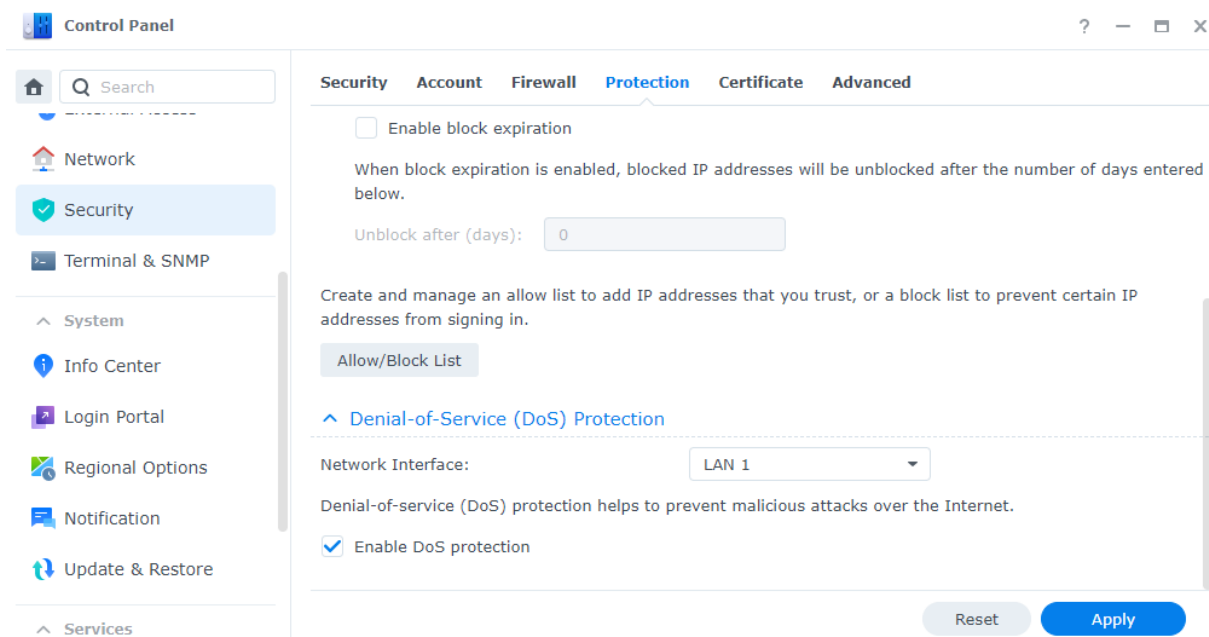 Control Panel
?
Search
Network
Security
Terminal & SNMP
System
Info Center
Login Portal
Regional Options
Notification
Update & Restore
Services
Security Account Firewall Protection Certificate Advanced
Enable block expiration
When block expiration is enabled, blocked IP addresses will be unblocked after the number of days entered
below.
Unblock after (days): 0
Create and manage an allow list to add IP addresses that you trust, or a block list to prevent certain IP
addresses from signing in.
Allow/Block List
Denial-of-Service (DoS) Protection
Network Interface: LAN 1
Denial-of-service (DoS) protection helps to prevent malicious attacks over the Internet.
Enable DoS protection
Reset Apply